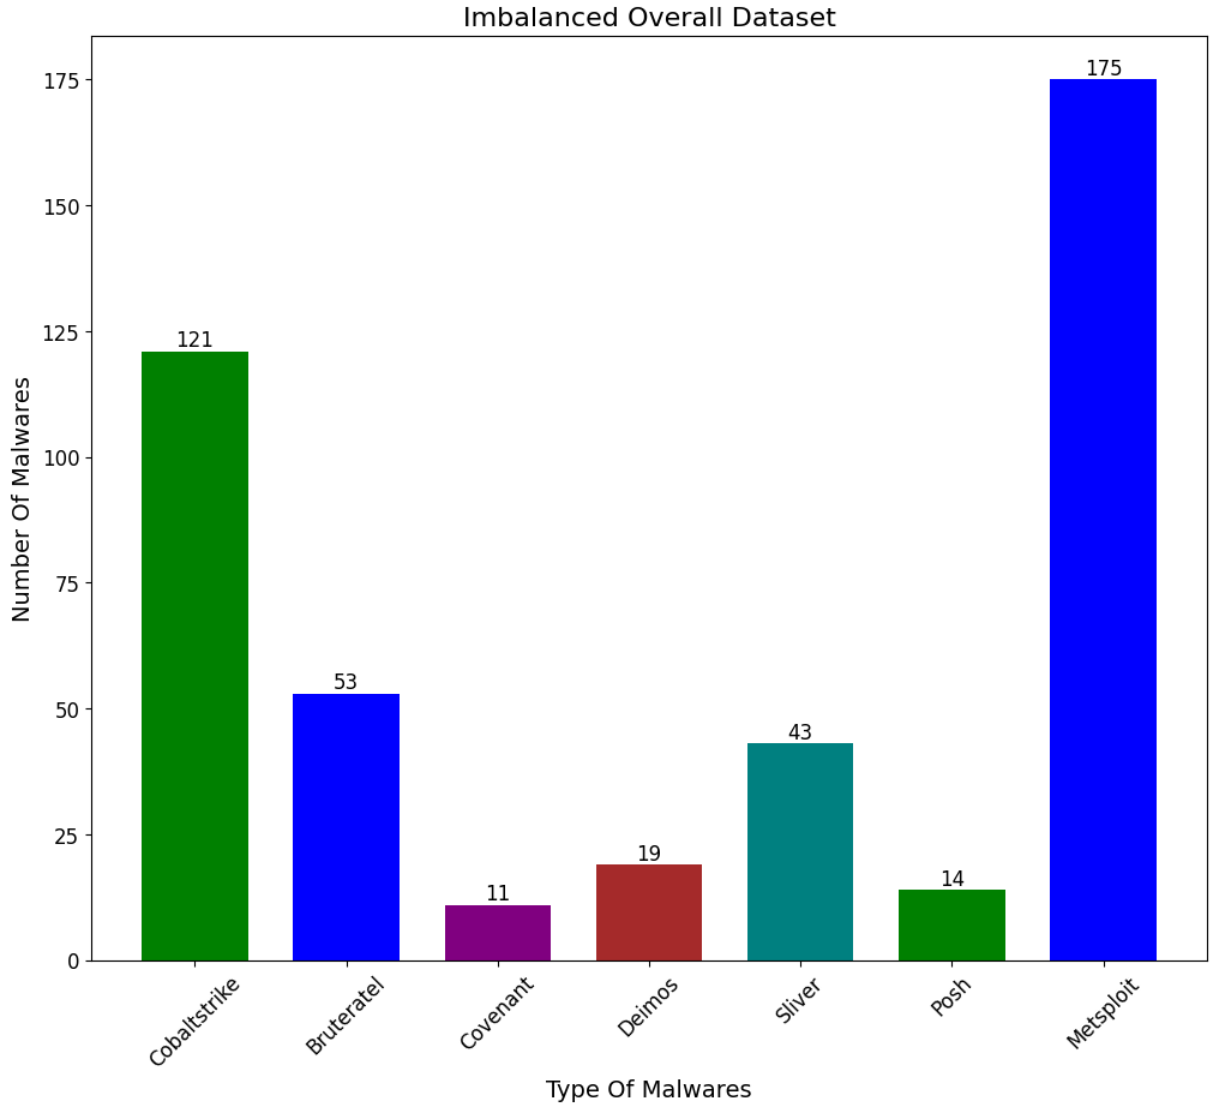 Imbalanced Overall Dataset
175
150
125
100
75
50
25
0
Number Of Malwares
121
53
11
19
43
14
175
Cobaltstrike
Bruteratel
Covenant
Deimos
Sliver
Posh
Metsploit
Type Of Malwares